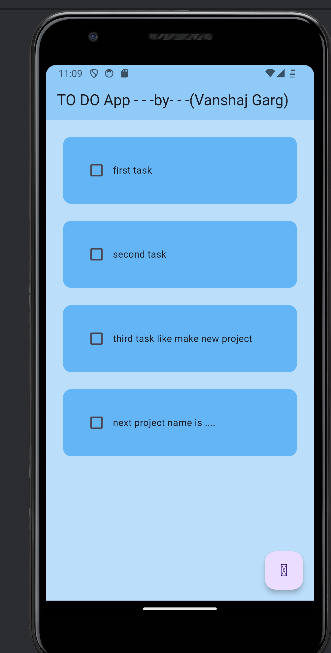 11:09
TO DO App - - -by- - -(Vanshaj Garg)
first task
second task
third task like make new project
next project name is ....